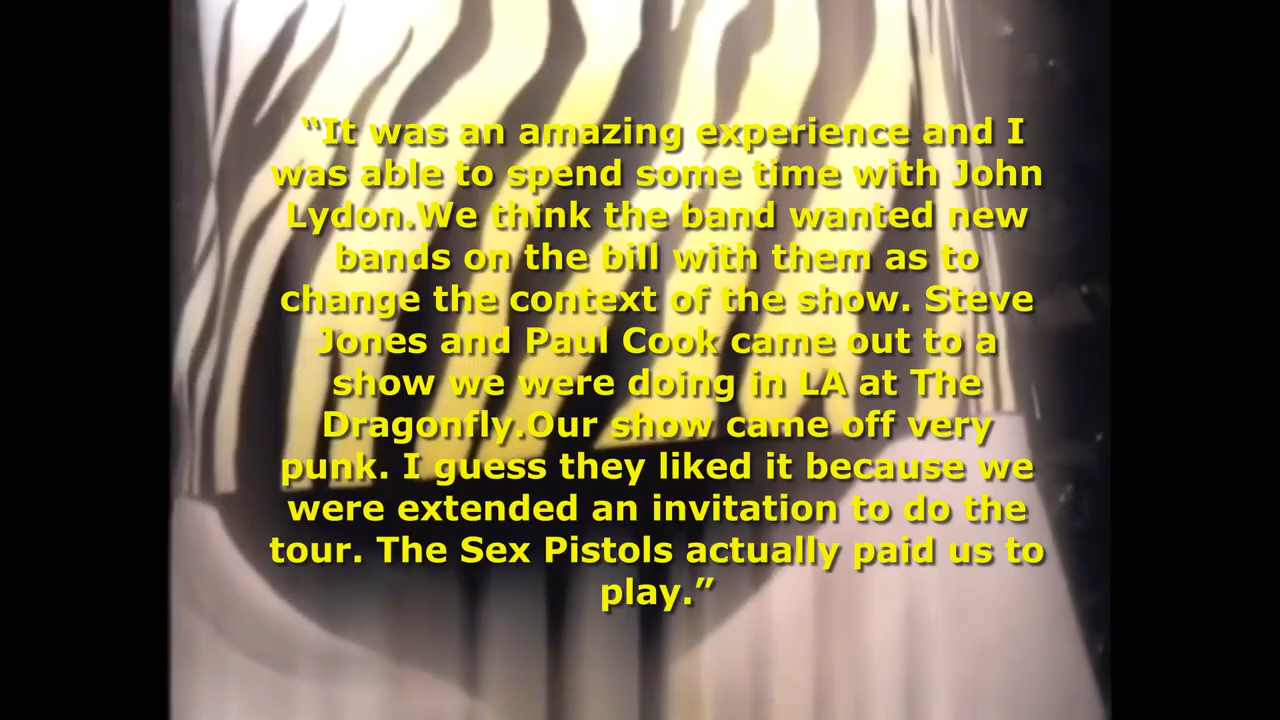 “It was an amazing experience and I
was able to spend some time with John
Lydon.We think the band wanted new
bands on the bill with them as to
change the context of the show. Steve
Jones and Paul Cook came out to a
show we were doing in LA at The
Dragonfly.Our show came off very
punk. I guess they liked it because we
were extended an invitation to do the
tour. The Sex Pistols actually paid us to
play.”